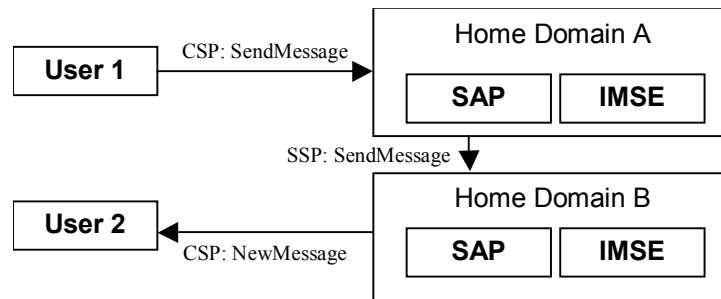 CSP: SendMessage
User 1
Home Domain A
SAP
IMSE
SSP: SendMessage
Home Domain B
User 2
CSP: NewMessage
SAP
IMSE